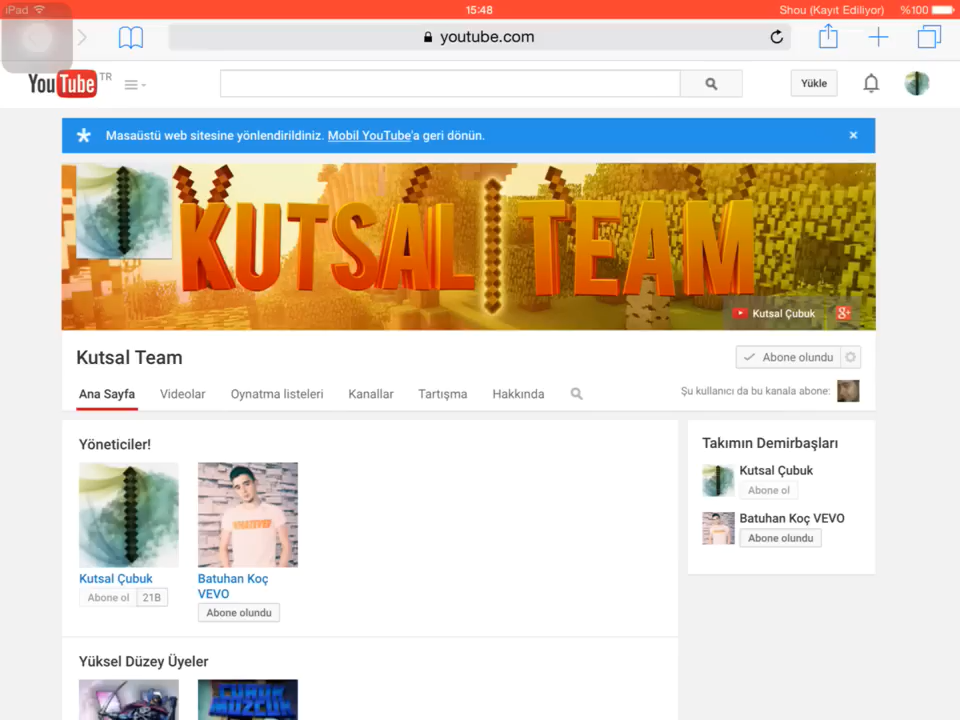 iPad 15:48 Shou (Kayıt Ediliyor) %100
youtube.com
YouTube TR
Yükle
Masaüstü web sitesine yönlendirildiniz. Mobil YouTube'a geri dönün.
KUTSAL TEAM
Kutsal Çubuk
Kutsal Team
Abone olundu
Ana Sayfa Videolar Oynatma listeleri Kanallar Tartışma Hakkında
Şu kullanıcı da bu kanala abone:
Yöneticiler!
Kutsal Çubuk
Abone ol 21B
WHATEVER
Batuhan Koç
VEVO
Abone olundu
Takımın Demirbaşları
Kutsal Çubuk
Abone ol
Batuhan Koç VEVO
Abone olundu
Yüksel Düzey Üyeler